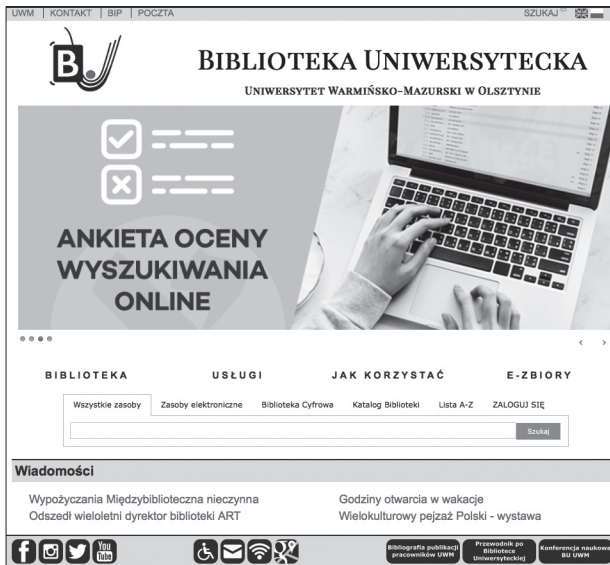 UWM | KONTAKT | BIP | POCZTA
SZUKAJ
B
BIBLIOTEKA UNIWERSYTECKA
UNIWERSYTET WARMIŃSKO-MAZURSKI W OLSZTYNIE
ANKIETA OCENY
WYSZUKIWANIA
ONLINE
BIBLIOTEKA USŁUGI JAK KORZYSTAĆ E-ZBIORY
Wszystkie zasoby Zasoby elektroniczne Biblioteka Cyfrowa Katalog Biblioteki Lista A-Z ZALOGUJ SIĘ
Szukaj
Wiadomości
Wypożyczania Międzybiblioteczna nieczynna
Odszedł wieloletni dyrektor biblioteki ART
Godziny otwarcia w wakacje
Wielokulturowy pejzaż Polski - wystawa
You
Tube
Bibliografia publikacji
pracowników UWM
Przewodnik po
Bibliotece
Uniwersyteckiej
Konferencja naukowa
BU UWM